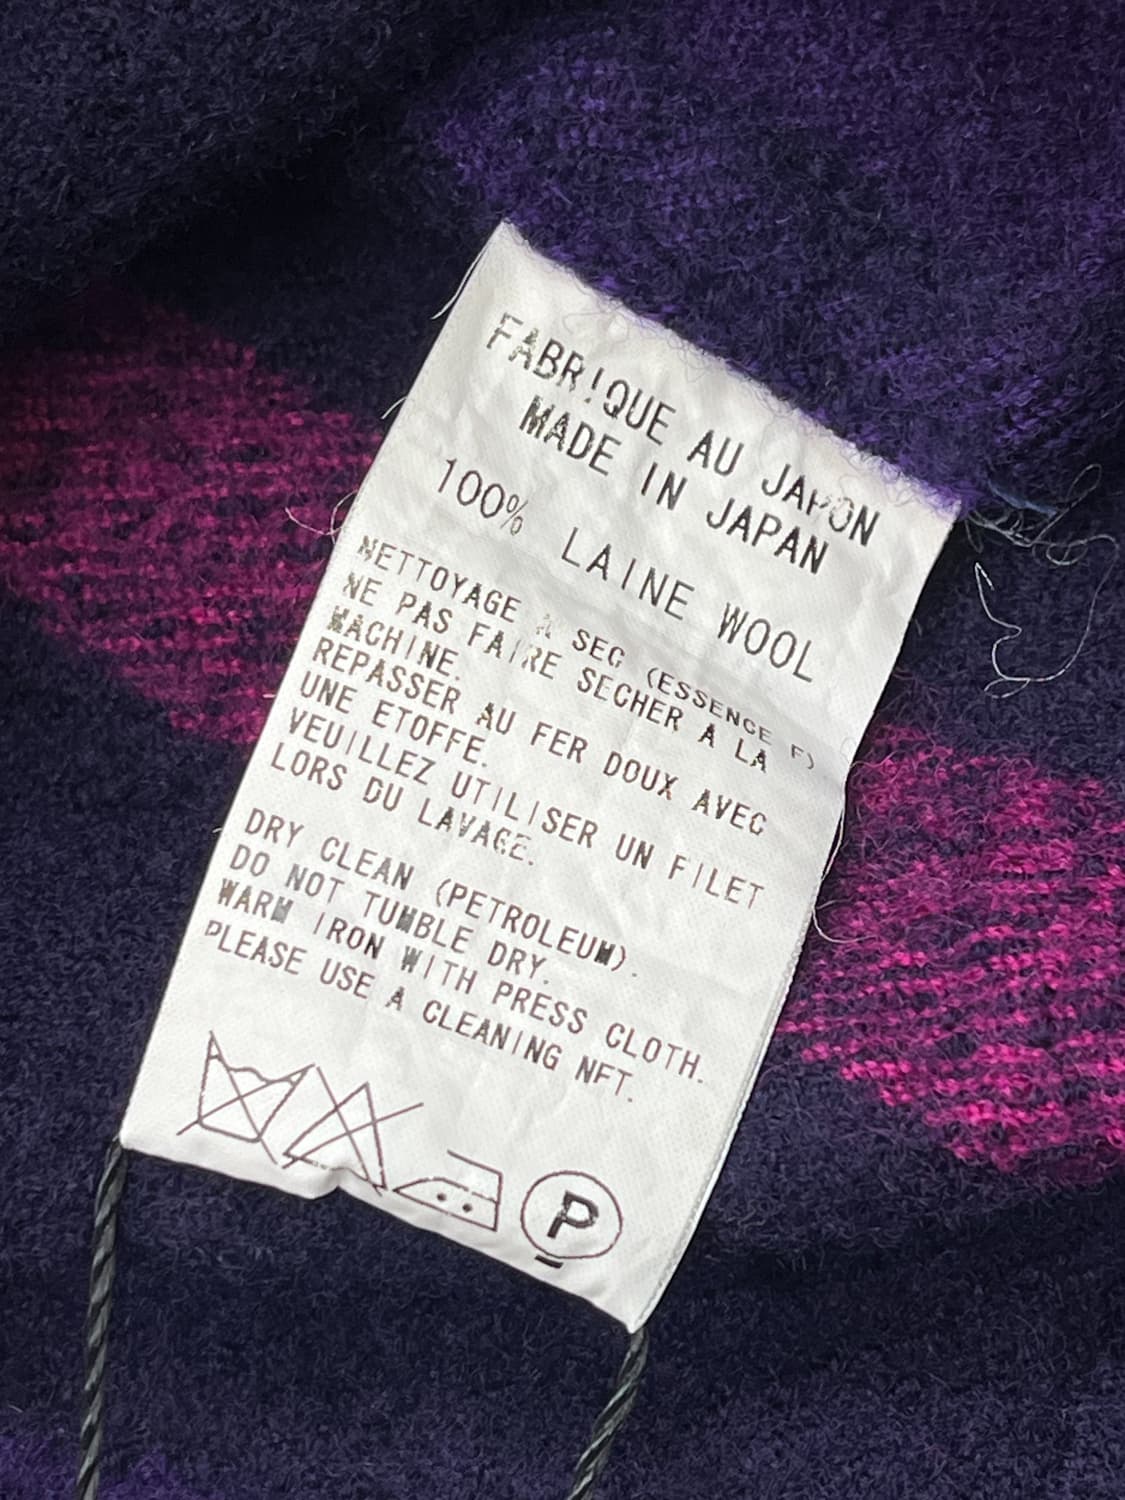 FABRIQUE AU JAPON
MADE IN JAPAN
100% LAINE WOOL
NETTOYAGE A SEC (ESSENCE F)
NE PAS FAIRE SECHER A LA
MACHINE.
REPASSER AU FER DOUX AVEC
UNE ETOFFE.
VEUILLEZ UTILISER UN FILET
LORS DU LAVAGE.
DRY CLEAN (PETROLEUM).
DO NOT TUMBLE DRY.
WARM IRON WITH PRESS CLOTH.
PLEASE USE A CLEANING NET.
P